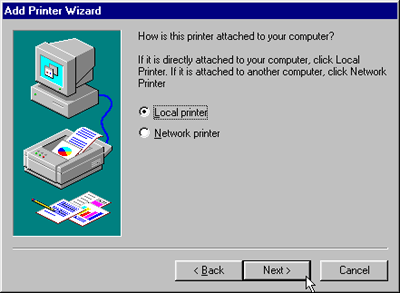 Add Printer Wizard
How is this printer attached to your computer?
If it is directly attached to your computer, click Local
Printer. If it is attached to another computer, click Network
Printer
Local printer
Network printer
< Back
Next >
Cancel